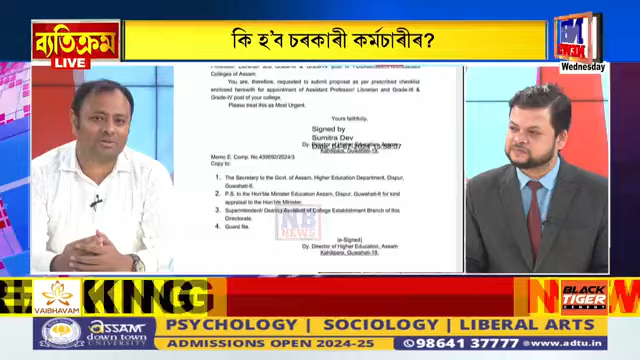 ব্যতিক্ৰম
LIVE
কি হ'ব চৰকাৰী কৰ্মচাৰীৰ?
Wednesday
Colleges of Assam.
You are, therefore, requested to submit proposal as per prescribed checklist
enclosed herewith for appointment of Assistant Professor/ Librarian and Grade-III &
Grade-IV post of your college.
Please treat this as Most Urgent.
Yours faithfully,
Signed by
Sumitra Dev
Dy. Director of Higher Education, Assam
Kahilipara, Guwahati-19.
Memo E. Comp. No.439692/2024/3
Copy to:
1. The Secretary to the Govt. of Assam, Higher Education Department, Dispur,
Guwahati-6.
2. P.S. to the Hon'ble Minister Education Assam, Dispur, Guwahati-6 for kind
appraisal to the Hon'ble Minister.
3. Superintendent/ Dealing Assistant of College Establishment Branch of this
Directorate.
4. Guard file.
NB
NEWS
(e-Signed)
Dy. Director of Higher Education, Assam
Kahilipara, Guwahati-19.
VAIBHAVAM
NEW
BLACK
TIGER
CEMENT
ASSAM
down town
UNIVERSITY
PSYCHOLOGY | SOCIOLOGY | LIBERAL ARTS
ADMISSIONS OPEN 2024-25
98641 37777
www.adtu.in